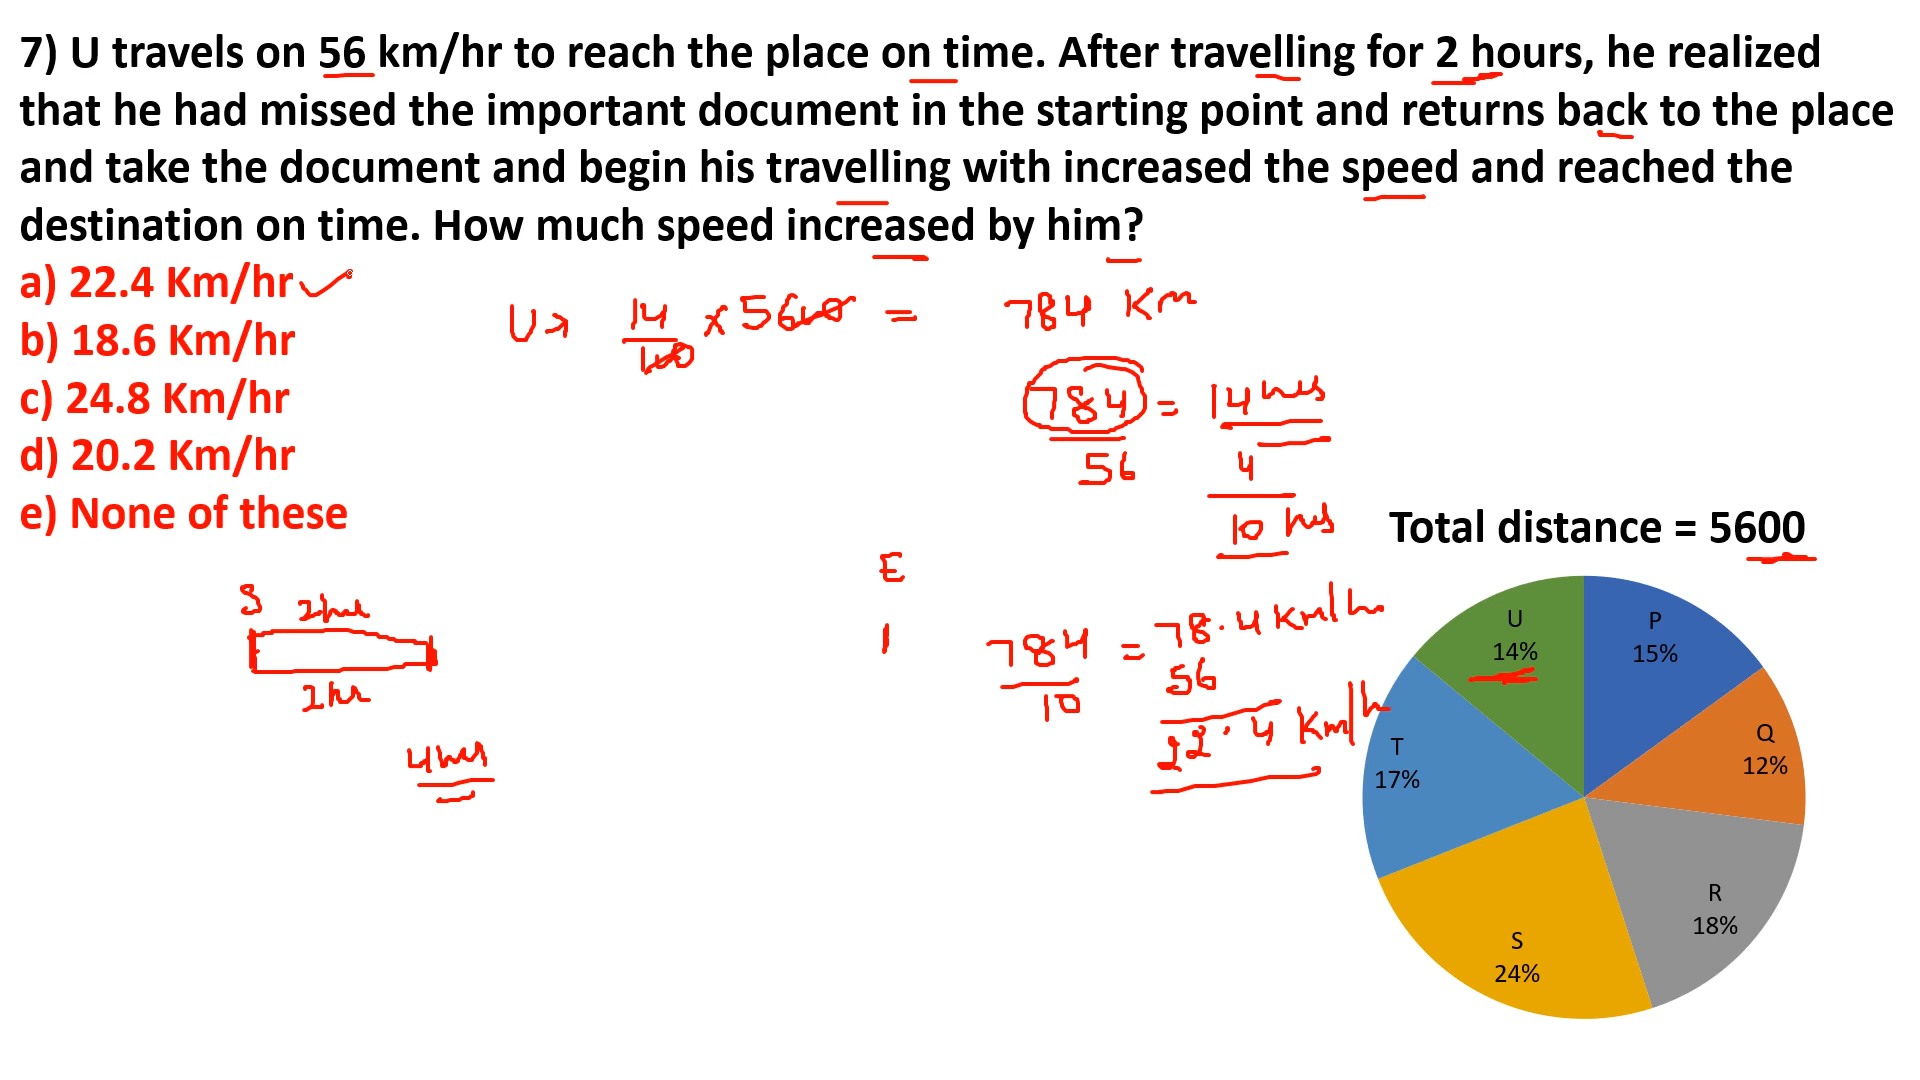 7) U travels on 56 km/hr to reach the place on time. After travelling for 2 hours, he realized
that he had missed the important document in the starting point and returns back to the place
and take the document and begin his travelling with increased the speed and reached the
destination on time. How much speed increased by him?
a) 22.4 Km/hr
b) 18.6 Km/hr
c) 24.8 Km/hr
d) 20.2 Km/hr
e) None of these
U → 14/100 × 5600 = 784 Km
784/56 = 14 hrs
4
10 hrs
Total distance = 5600
S 2hr
2hr
4hrs
E
784/10 = 78.4 Km/h
56
22.4 Km/h
U
14%
P
15%
Q
12%
T
17%
R
18%
S
24%